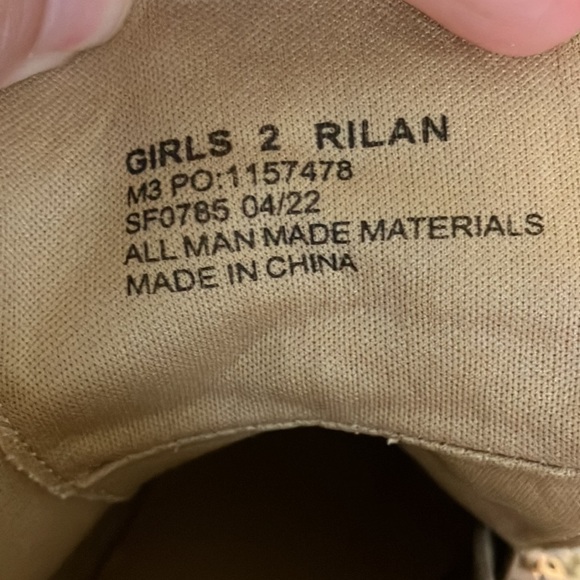 GIRLS 2 RILAN
M3 PO:1157478
SF0785 04/22
ALL MAN MADE MATERIALS
MADE IN CHINA